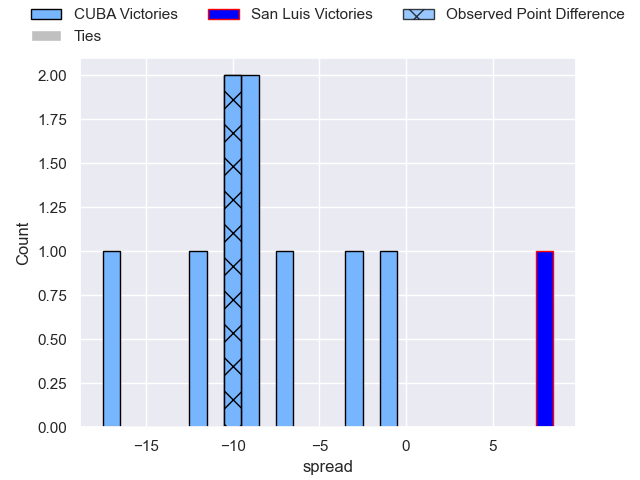 CUBA Victories San Luis Victories Observed Point Difference
Ties
2.00
1.75
1.50
1.25
1.00
0.75
0.50
0.25
0.00
Count
−15 −10 −5 0 5
spread